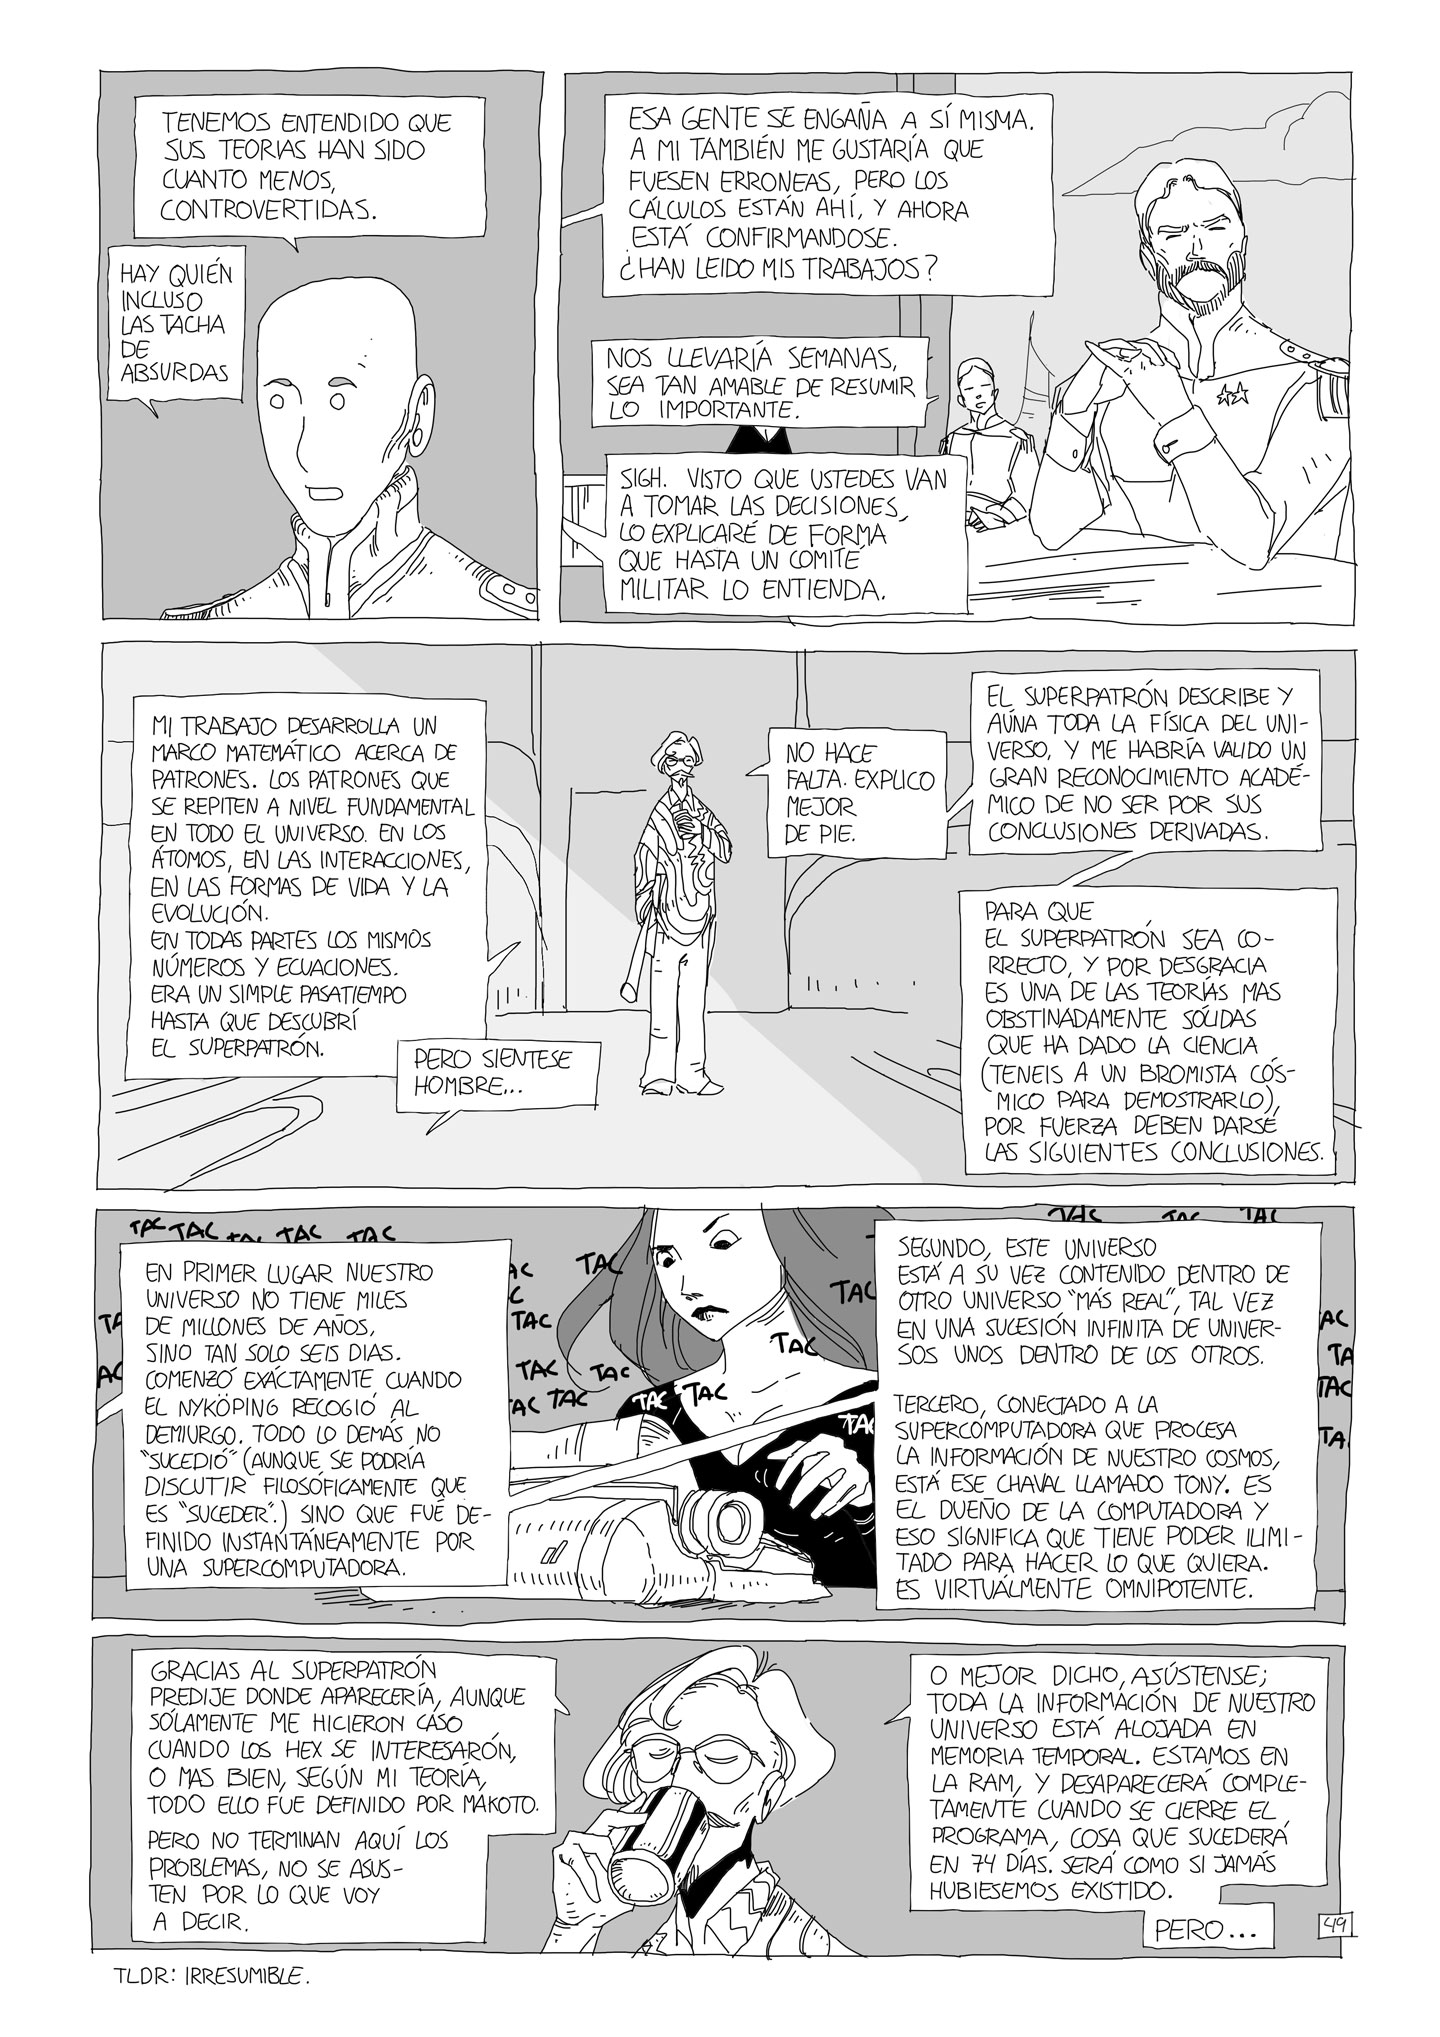 TENEMOS ENTENDIDO QUE
SUS TEORIAS HAN SIDO
CUANTO MENOS,
CONTROVERTIDAS.
HAY QUIÉN
INCLUSO
LAS TACHA
DE
ABSURDAS
ESA GENTE SE ENGAÑA A SÍ MISMA.
A MI TAMBIÉN ME GUSTARÍA QUE
FUESEN ERRONEAS, PERO LOS
CÁLCULOS ESTÁN AHÍ, Y AHORA
ESTÁ CONFIRMANDOSE.
¿HAN LEIDO MIS TRABAJOS?
NOS LLEVARÍA SEMANAS,
SEA TAN AMABLE DE RESUMIR
LO IMPORTANTE.
SIGH. VISTO QUE USTEDES VAN
A TOMAR LAS DECISIONES,
LO EXPLICARÉ DE FORMA
QUE HASTA UN COMITÉ
MILITAR LO ENTIENDA.
MI TRABAJO DESARROLLA UN
MARCO MATEMÁTICO ACERCA DE
PATRONES. LOS PATRONES QUE
SE REPITEN A NIVEL FUNDAMENTAL
EN TODO EL UNIVERSO. EN LOS
ÁTOMOS, EN LAS INTERACCIONES,
EN LAS FORMAS DE VIDA Y LA
EVOLUCIÓN.
EN TODAS PARTES LOS MISMOS
NÚMEROS Y ECUACIONES.
ERA UN SIMPLE PASATIEMPO
HASTA QUE DESCUBRÍ
EL SUPERPATRÓN.
PERO SIENTESE
HOMBRE...
NO HACE
FALTA. EXPLICO
MEJOR
DE PIE.
EL SUPERPATRÓN DESCRIBE Y
AÚNA TODA LA FÍSICA DEL UNI-
VERSO, Y ME HABRÍA VALIDO UN
GRAN RECONOCIMIENTO ACADÉ-
MICO DE NO SER POR SUS
CONCLUSIONES DERIVADAS.
PARA QUE
EL SUPERPATRÓN SEA CO-
RRECTO, Y POR DESGRACIA
ES UNA DE LAS TEORÍAS MAS
OBSTINADAMENTE SÓLIDAS
QUE HA DADO LA CIENCIA
(TENEIS A UN BROMISTA CÓS-
MICO PARA DEMOSTRARLO),
POR FUERZA DEBEN DARSE
LAS SIGUIENTES CONCLUSIONES.
TAC TAC TAC TAC TAC
EN PRIMER LUGAR NUESTRO
UNIVERSO NO TIENE MILES
DE MILLONES DE AÑOS,
SINO TAN SOLO SEIS DIAS.
COMENZÓ EXÁCTAMENTE CUANDO
EL NYKÖPING RECOGIÓ AL
DEMIURGO. TODO LO DEMÁS NO
"SUCEDIÓ" (AUNQUE SE PODRÍA
DISCUTIR FILOSÓFICAMENTE QUE
ES "SUCEDER".) SINO QUE FUÉ DE-
FINIDO INSTANTÁNEAMENTE POR
UNA SUPERCOMPUTADORA.
TAC
TAC
TAC TAC
TAC TAC TAC
TAC
TAC
TAC
TAC TAC TAC
SEGUNDO, ESTE UNIVERSO
ESTÁ A SU VEZ CONTENIDO DENTRO DE
OTRO UNIVERSO "MÁS REAL", TAL VEZ
EN UNA SUCESIÓN INFINITA DE UNIVER-
SOS UNOS DENTRO DE LOS OTROS.
TERCERO, CONECTADO A LA
SUPERCOMPUTADORA QUE PROCESA
LA INFORMACIÓN DE NUESTRO COSMOS,
ESTÁ ESE CHAVAL LLAMADO TONY. ES
EL DUEÑO DE LA COMPUTADORA Y
ESO SIGNIFICA QUE TIENE PODER ILIMI-
TADO PARA HACER LO QUE QUIERA.
ES VIRTUÁLMENTE OMNIPOTENTE.
TAC
GRACIAS AL SUPERPATRÓN
PREDIJE DONDE APARECERÍA, AUNQUE
SÓLAMENTE ME HICIERON CASO
CUANDO LOS HEX SE INTERESARÓN,
O MAS BIEN, SEGÚN MI TEORÍA,
TODO ELLO FUE DEFINIDO POR MAKOTO.
PERO NO TERMINAN AQUÍ LOS
PROBLEMAS, NO SE ASUS-
TEN POR LO QUE VOY
A DECIR.
O MEJOR DICHO, ASÚSTENSE;
TODA LA INFORMACIÓN DE NUESTRO
UNIVERSO ESTÁ ALOJADA EN
MEMORIA TEMPORAL. ESTAMOS EN
LA RAM, Y DESAPARECERÁ COMPLE-
TAMENTE CUANDO SE CIERRE EL
PROGRAMA, COSA QUE SUCEDERÁ
EN 74 DÍAS. SERÁ COMO SI JAMÁS
HUBIESEMOS EXISTIDO.
PERO...
49
TLDR: IRRESUMIBLE.